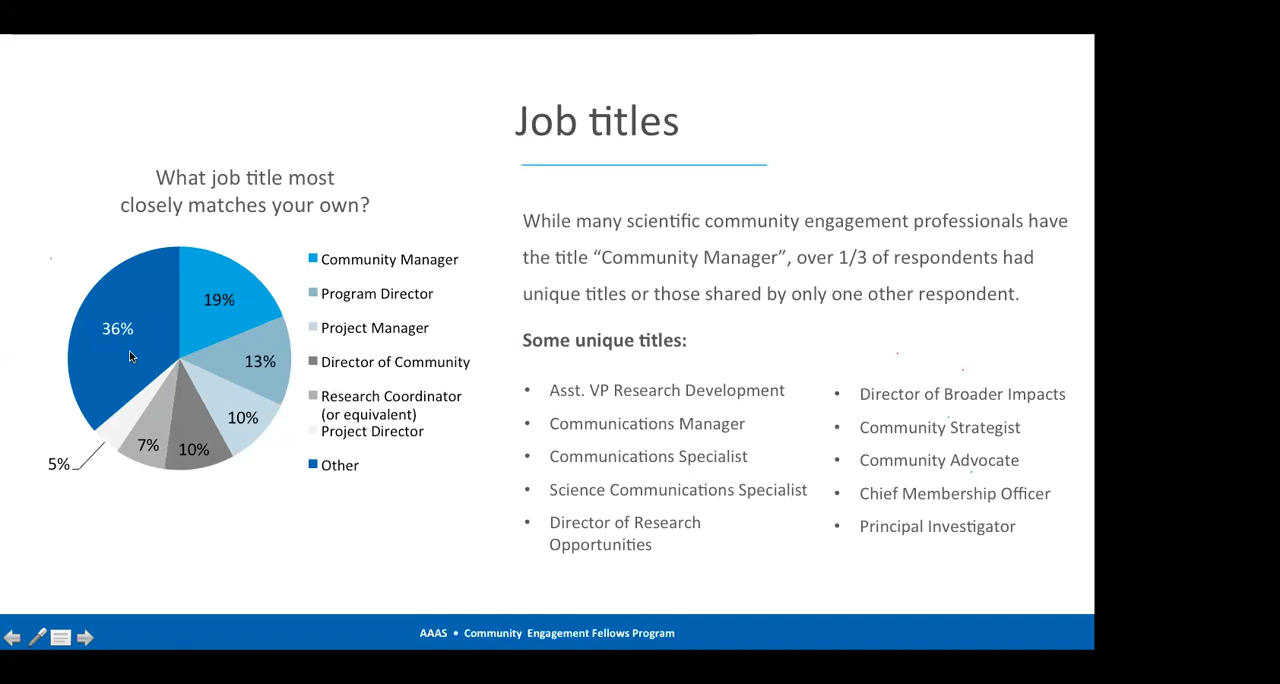 Job titles
What job title most
closely matches your own?
36%
19%
13%
10%
10%
7%
5%
Community Manager
Program Director
Project Manager
Director of Community
Research Coordinator
(or equivalent)
Project Director
Other
While many scientific community engagement professionals have
the title “Community Manager”, over 1/3 of respondents had
unique titles or those shared by only one other respondent.
Some unique titles:
• Asst. VP Research Development
• Communications Manager
• Communications Specialist
• Science Communications Specialist
• Director of Research
Opportunities
• Director of Broader Impacts
• Community Strategist
• Community Advocate
• Chief Membership Officer
• Principal Investigator
AAAS • Community Engagement Fellows Program